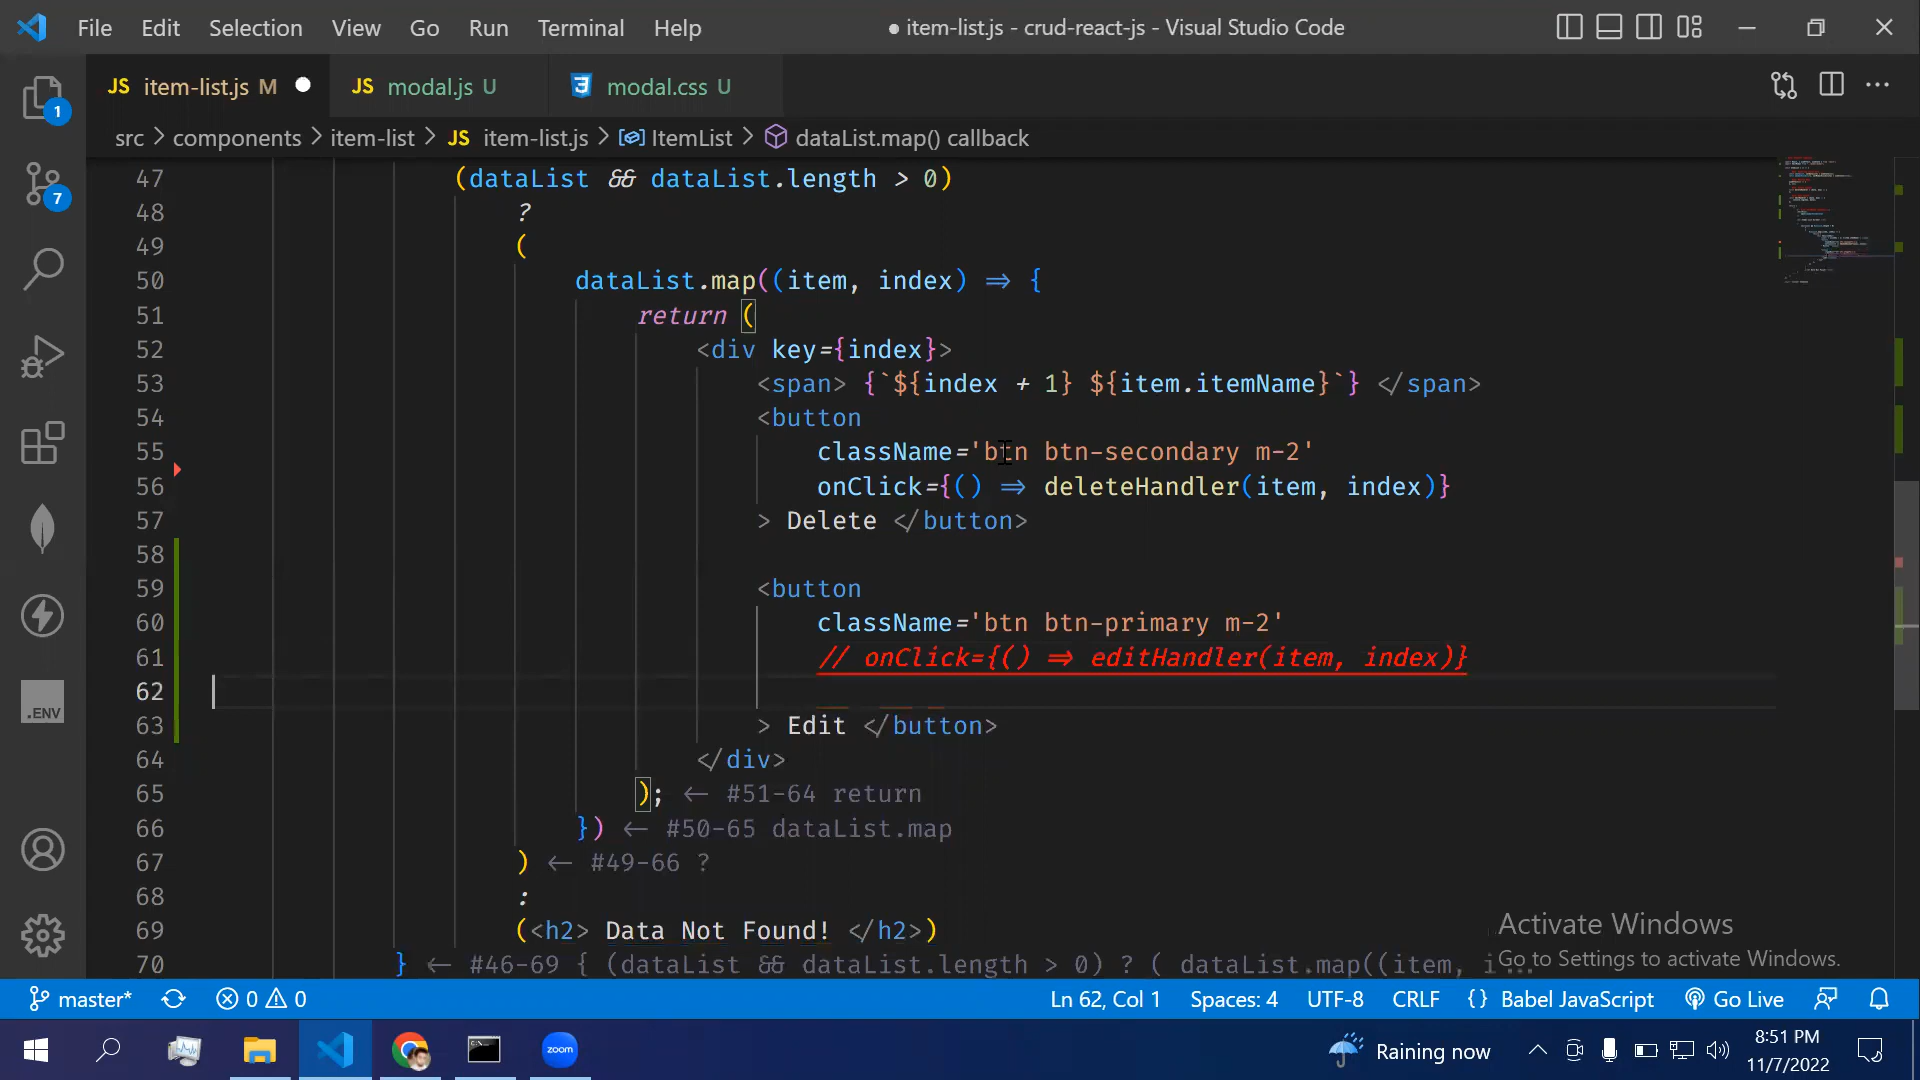 File Edit Selection View Go Run Terminal Help
● item-list.js - crud-react-js - Visual Studio Code
JS item-list.js M
JS modal.js U
modal.css U
src > components > item-list > JS item-list.js > ItemList > dataList.map() callback
1
7
.ENV
47 (dataList && dataList.length > 0)
48 ?
49 (
50 dataList.map((item, index) => {
51 return (
52 <div key={index}>
53 <span> {`${index + 1} ${item.itemName}`} </span>
54 <button
55 className='btn btn-secondary m-2'
56 onClick={() => deleteHandler(item, index)}
57 > Delete </button>
58
59 <button
60 className='btn btn-primary m-2'
61 // onClick={() => editHandler(item, index)}
62
63 > Edit </button>
64 </div>
65 ); <- #51-64 return
66 }) <- #50-65 dataList.map
67 ) <- #49-66 ?
68 :
69 (<h2> Data Not Found! </h2>)
70 } <- #46-69 { (dataList && dataList.length > 0) ? ( dataList.map((item, i...
Activate Windows
Go to Settings to activate Windows.
master* 0 0 Ln 62, Col 1 Spaces: 4 UTF-8 CRLF {} Babel JavaScript Go Live
zoom
Raining now
8:51 PM
11/7/2022